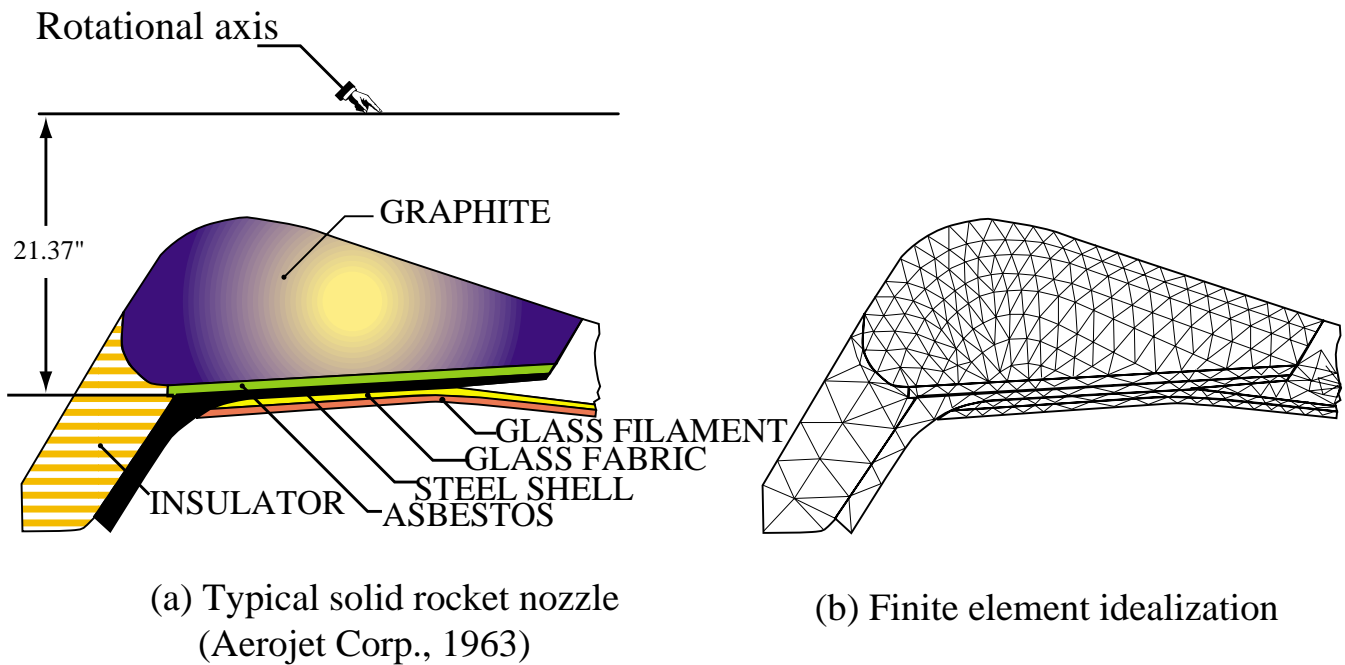 Rotational axis
GRAPHITE
21.37"
GLASS FILAMENT
GLASS FABRIC
STEEL SHELL
INSULATOR
ASBESTOS
(a) Typical solid rocket nozzle
(Aerojet Corp., 1963)
(b) Finite element idealization